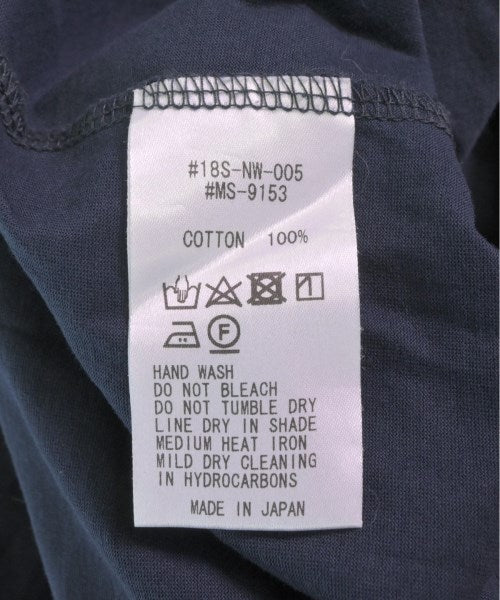 #18S-NW-005
#MS-9153
COTTON 100%
F
HAND WASH
DO NOT BLEACH
DO NOT TUMBLE DRY
LINE DRY IN SHADE
MEDIUM HEAT IRON
MILD DRY CLEANING
IN HYDROCARBONS
MADE IN JAPAN